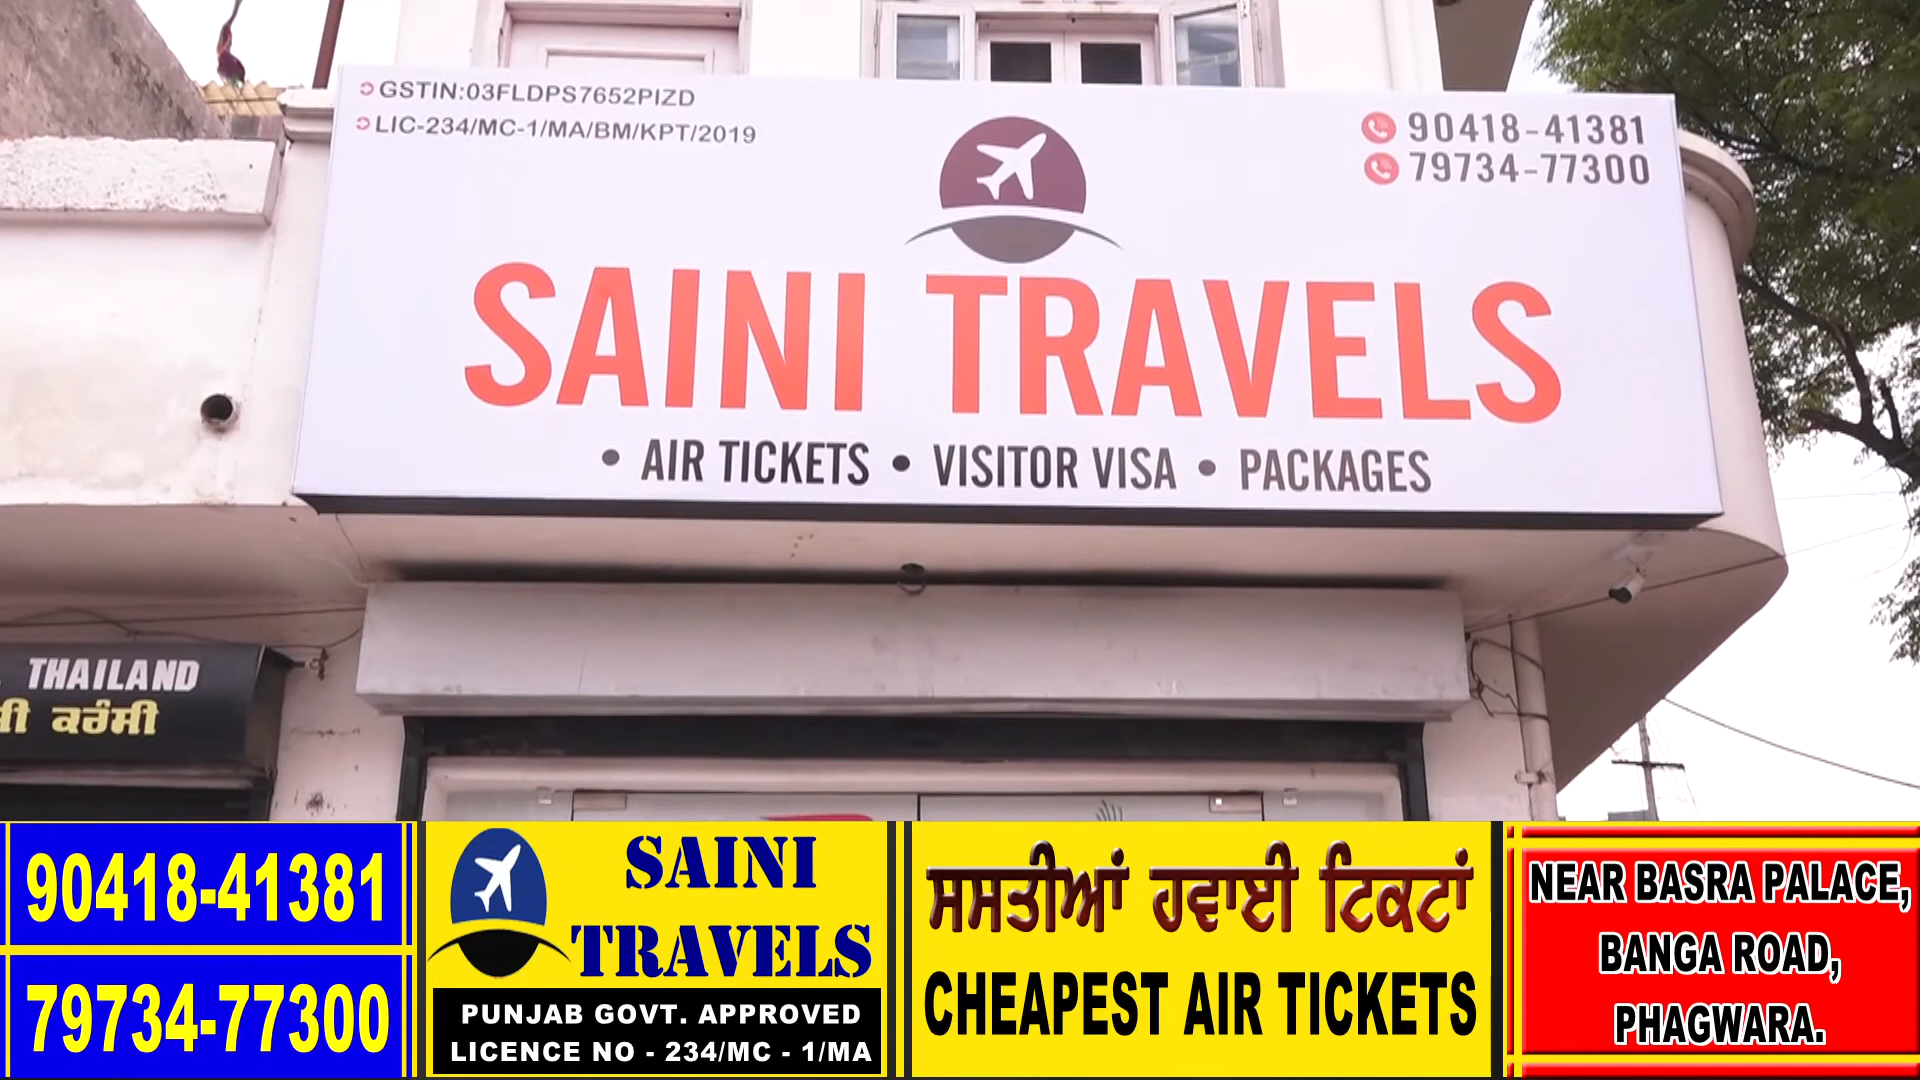 GSTIN:03FLDPS7652PIZD
LIC-234/MC-1/MA/BM/KPT/2019
90418-41381
79734-77300
SAINI TRAVELS
• AIR TICKETS • VISITOR VISA • PACKAGES
THAILAND
ਕਰੰਸੀ
90418-41381
79734-77300
SAINI
TRAVELS
PUNJAB GOVT. APPROVED
LICENCE NO - 234/MC - 1/MA
ਸਸਤੀਆਂ ਹਵਾਈ ਟਿਕਟਾਂ
CHEAPEST AIR TICKETS
NEAR BASRA PALACE,
BANGA ROAD,
PHAGWARA.